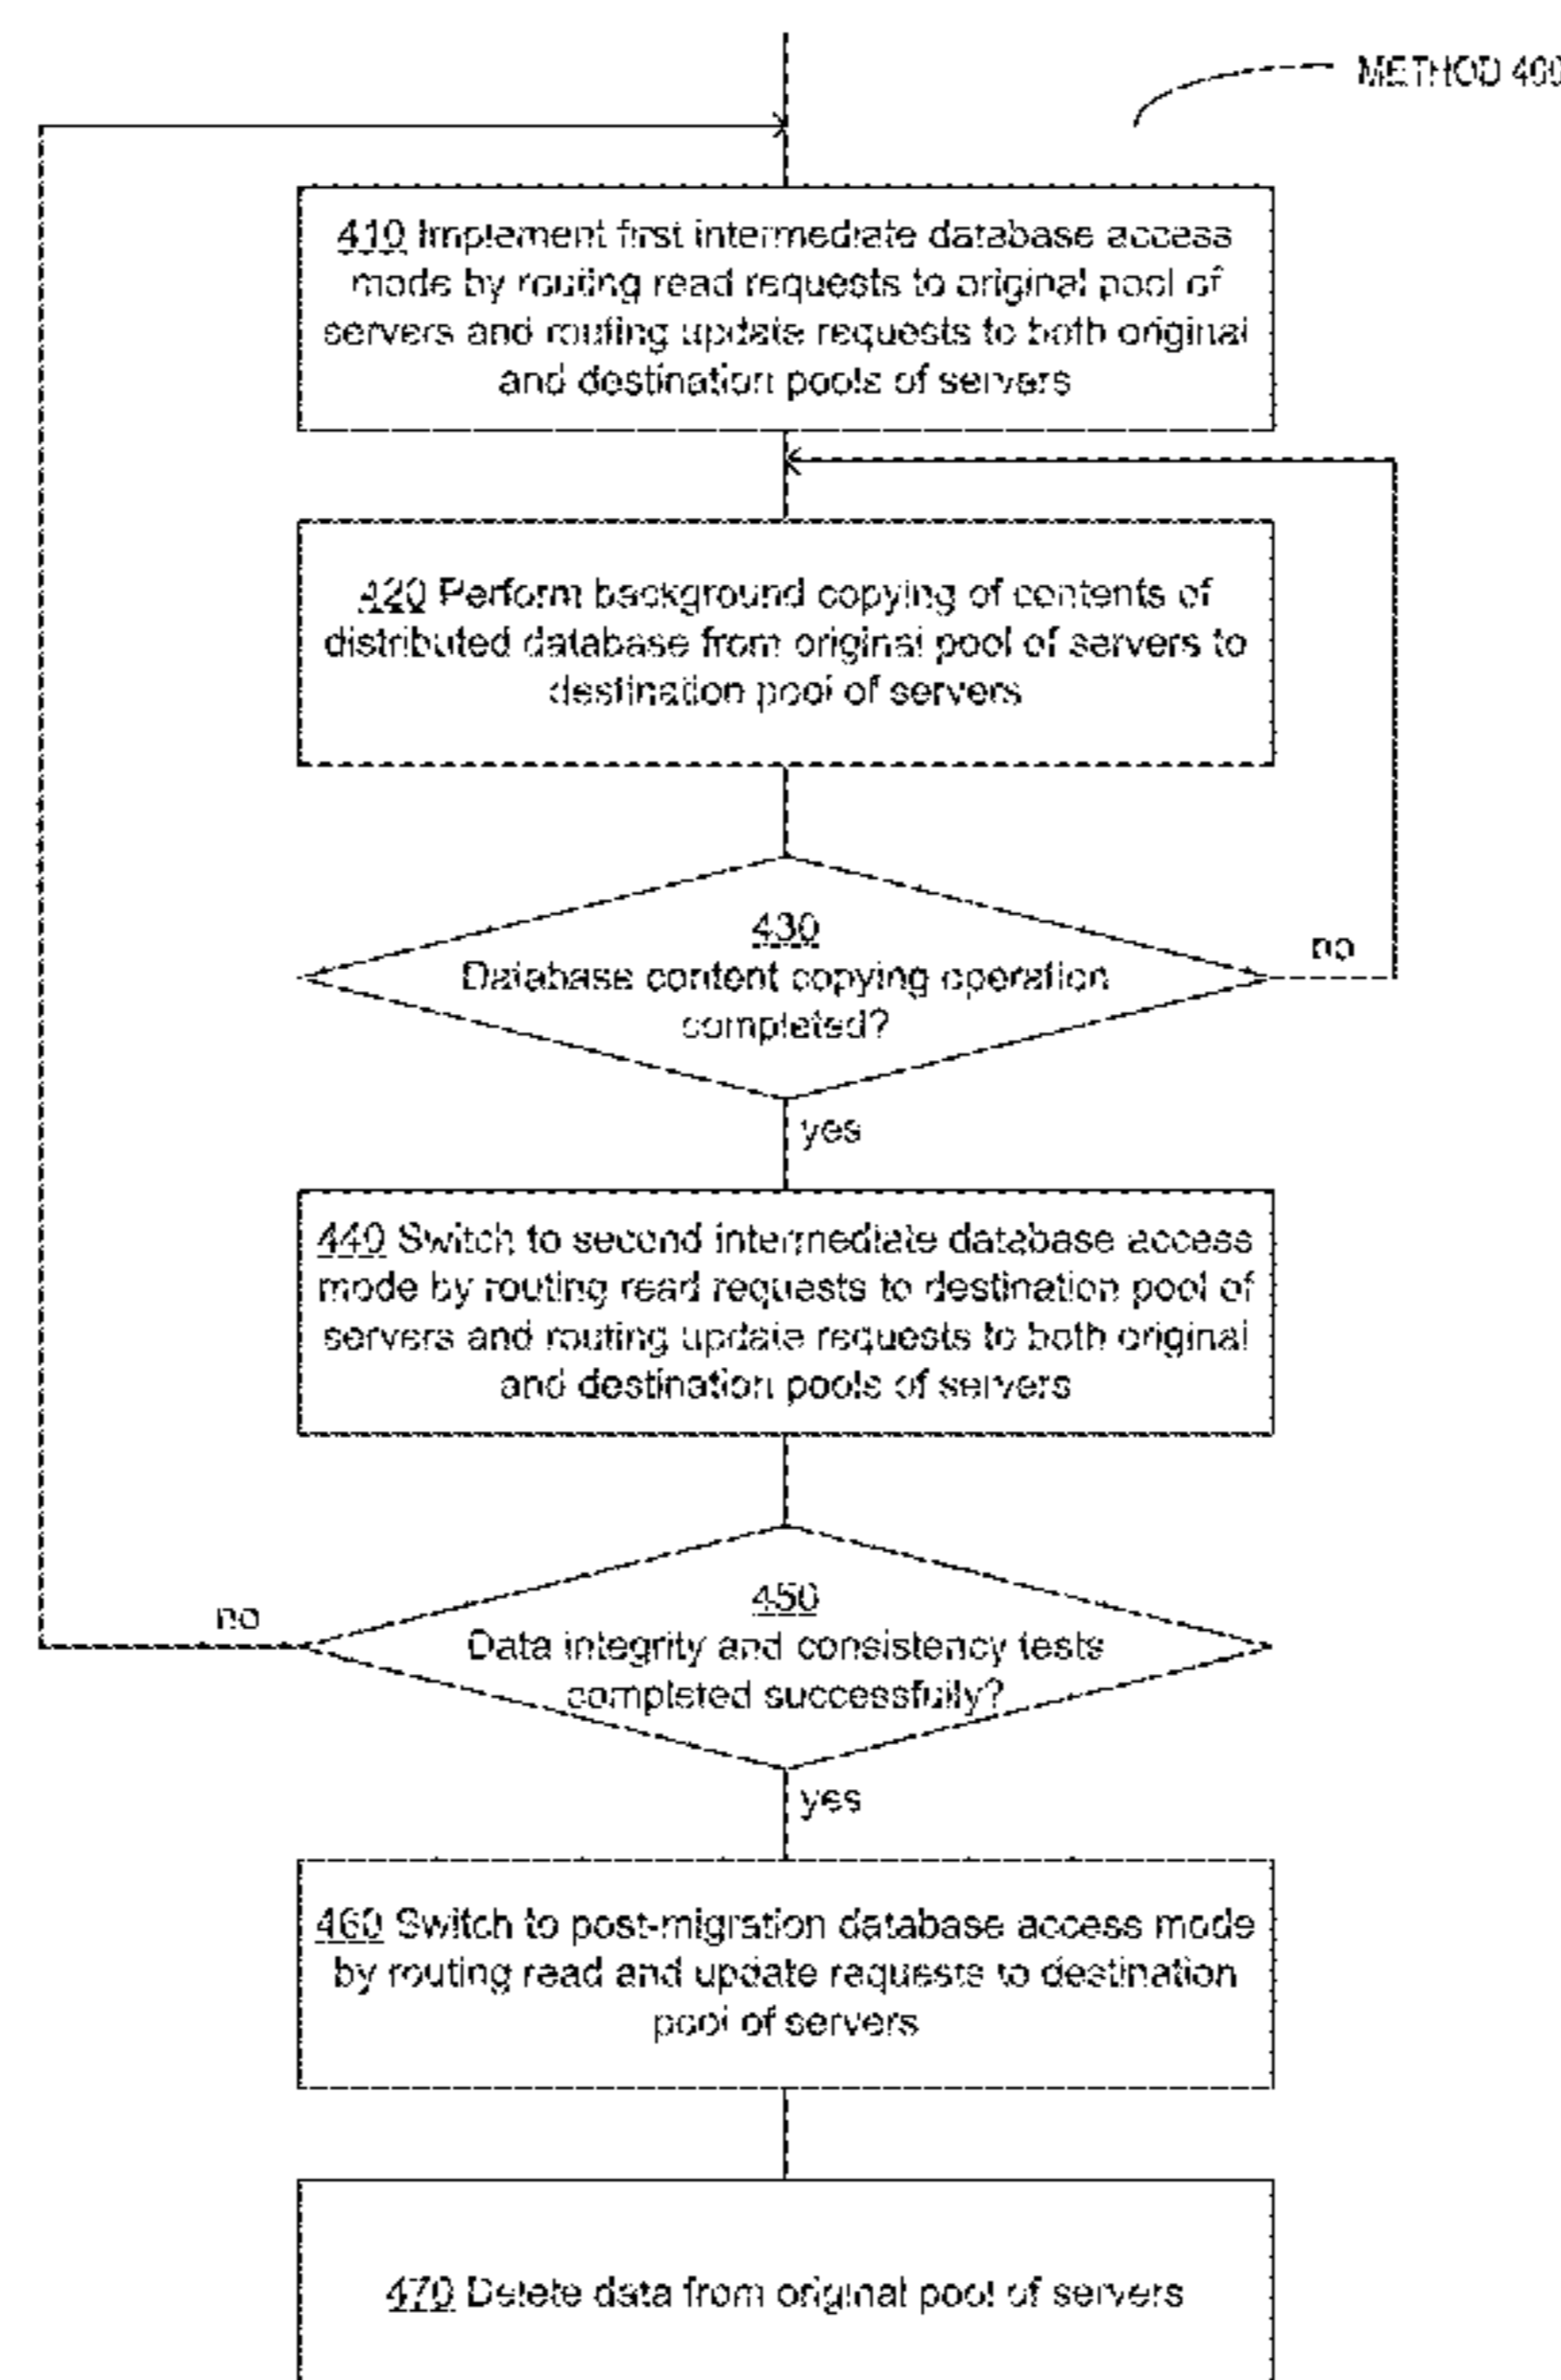 METHOD 400
410 Implement first intermediate database access
mode by routing read requests to original pool of
servers and routing update requests to both original
and destination pools of servers
420 Perform background copying of contents of
distributed database from original pool of servers to
destination pool of servers
430
Database content copying operation
completed?
no
yes
440 Switch to second intermediate database access
mode by routing read requests to destination pool of
servers and routing update requests to both original
and destination pools of servers
450
no
Data integrity and consistency tests
completed successfully?
yes
460 Switch to post-migration database access mode
by routing read and update requests to destination
pool of servers
470 Delete data from original pool of servers